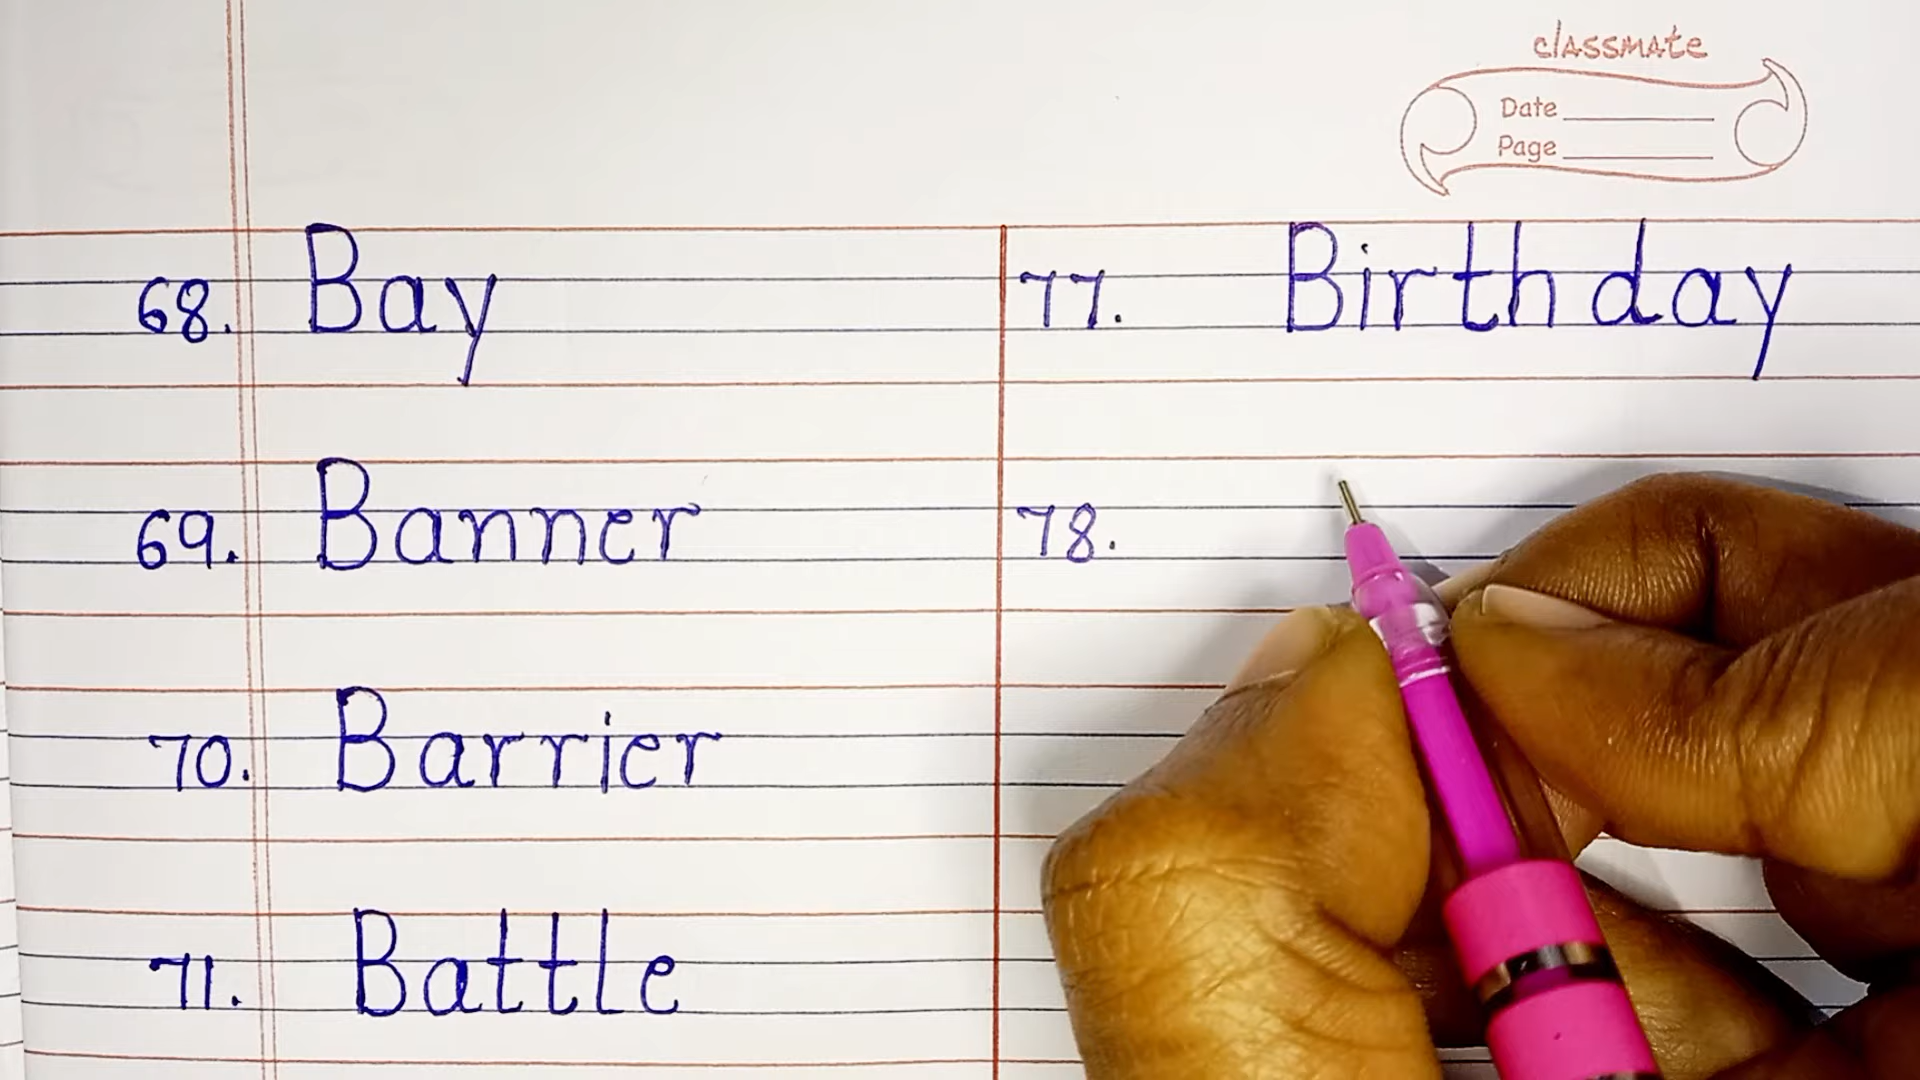 classmate
Date
Page
68. Bay
69. Banner
70. Barrier
71. Battle
77. Birthday
78.